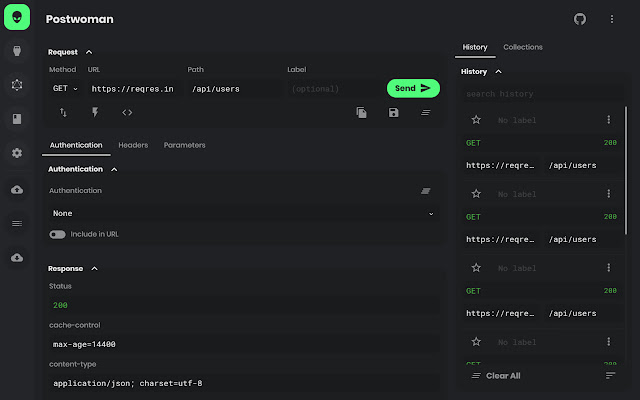 Postwoman
Request
Method URL Path Label
GET https://reqres.in /api/users (optional) Send
Authentication Headers Parameters
Authentication
Authentication
None
Include in URL
Response
Status
200
cache-control
max-age=14400
content-type
application/json; charset=utf-8
History Collections
History
search history
No label
GET 200
https://reqre… /api/users
No label
GET 200
https://reqre… /api/users
No label
GET 200
https://reqre… /api/users
No label
GET 200
Clear All